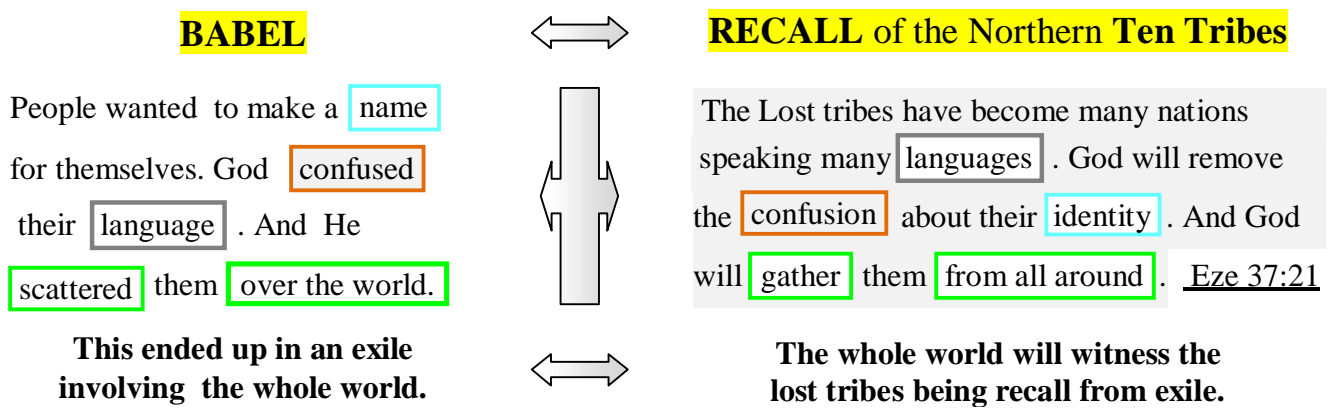 BABEL
People wanted to make a name
for themselves. God confused
their language . And He
scattered them over the world.
This ended up in an exile
involving the whole world.
RECALL of the Northern Ten Tribes
The Lost tribes have become many nations
speaking many languages . God will remove
the confusion about their identity . And God
will gather them from all around . Eze 37:21
The whole world will witness the
lost tribes being recall from exile.